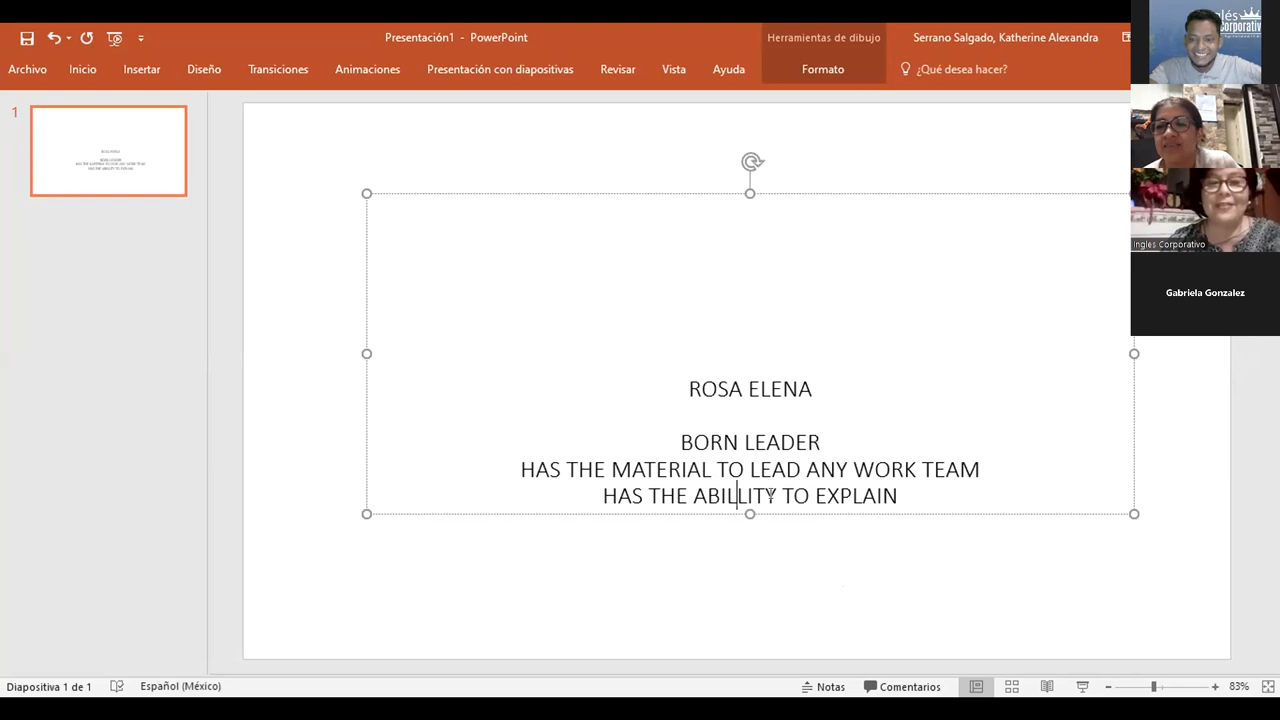 Presentación1 - PowerPoint
Herramientas de dibujo
Serrano Salgado, Katherine Alexandra
Archivo
Inicio
Insertar
Diseño
Transiciones
Animaciones
Presentación con diapositivas
Revisar
Vista
Ayuda
Formato
¿Qué desea hacer?
1
ROSA ELENA
BORN LEADER
HAS THE MATERIAL TO LEAD ANY WORK TEAM
HAS THE ABILLITY TO EXPLAIN
Ingles Corporativo
Gabriela Gonzalez
Diapositiva 1 de 1
Español (México)
Notas
Comentarios
83%